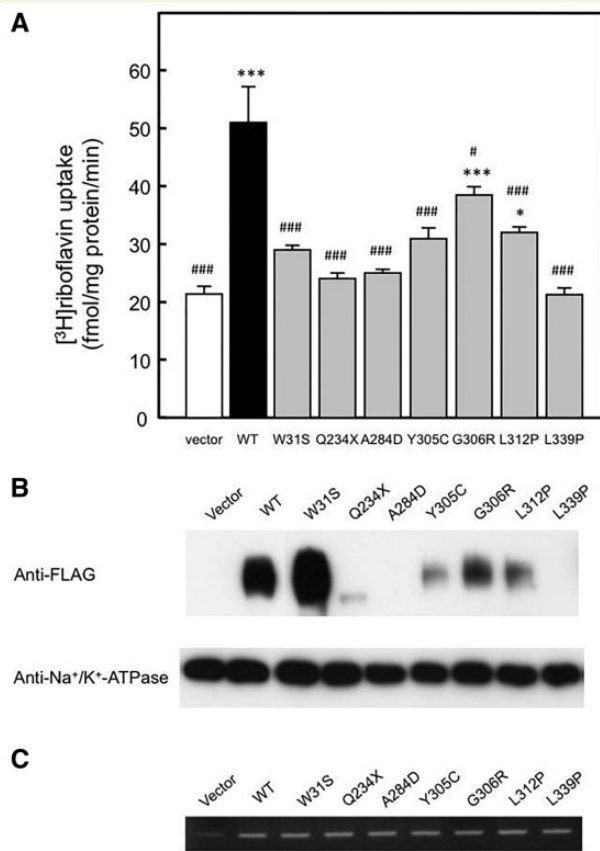 A
[³H]riboflavin uptake
(fmol/mg protein/min)
60
50
40
30
20
10
0
###
***
###
###
###
###
#
***
###
*
###
vector WT W31S Q234X A284D Y305C G306R L312P L339P
B
Vector WT W31S Q234X A284D Y305C G306R L312P L339P
Anti-FLAG
Anti-Na⁺/K⁺-ATPase
C
Vector WT W31S Q234X A284D Y305C G306R L312P L339P